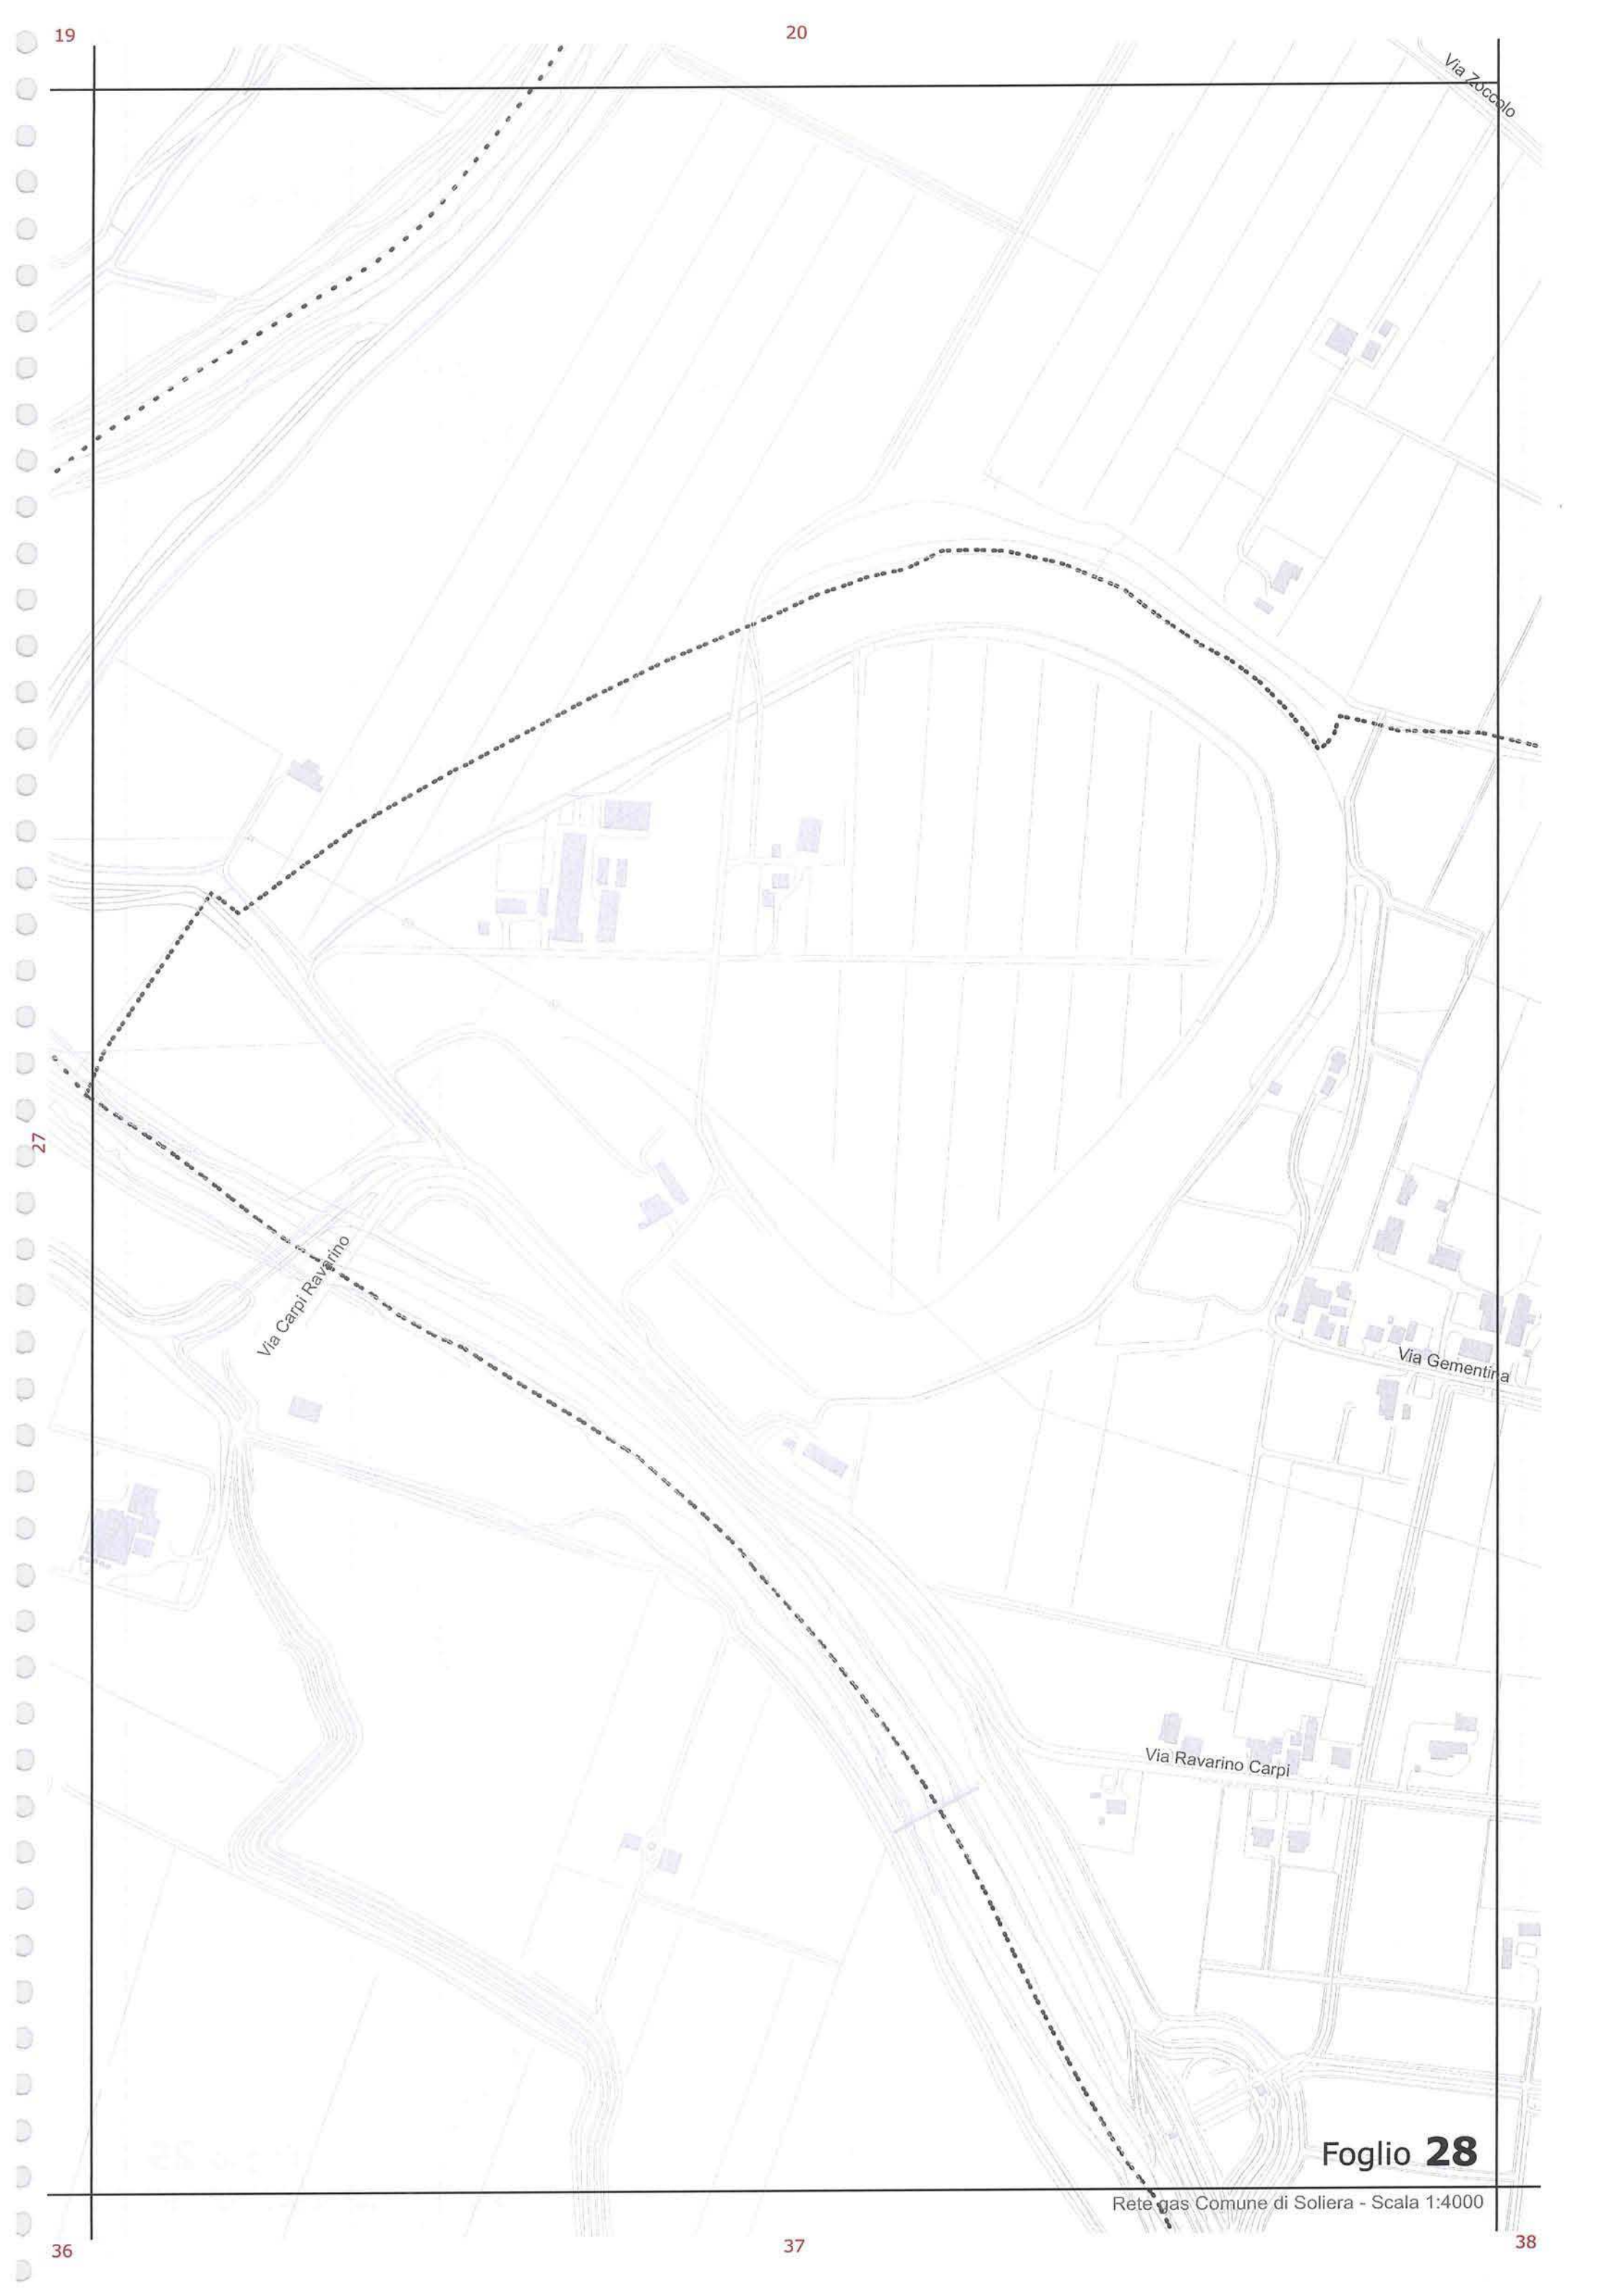 19
20
Via Zoccolo
27
Via Carpi Ravarino
Via Gementina
Via Ravarino Carpi
Foglio 28
Rete gas Comune di Soliera - Scala 1:4000
36
37
38